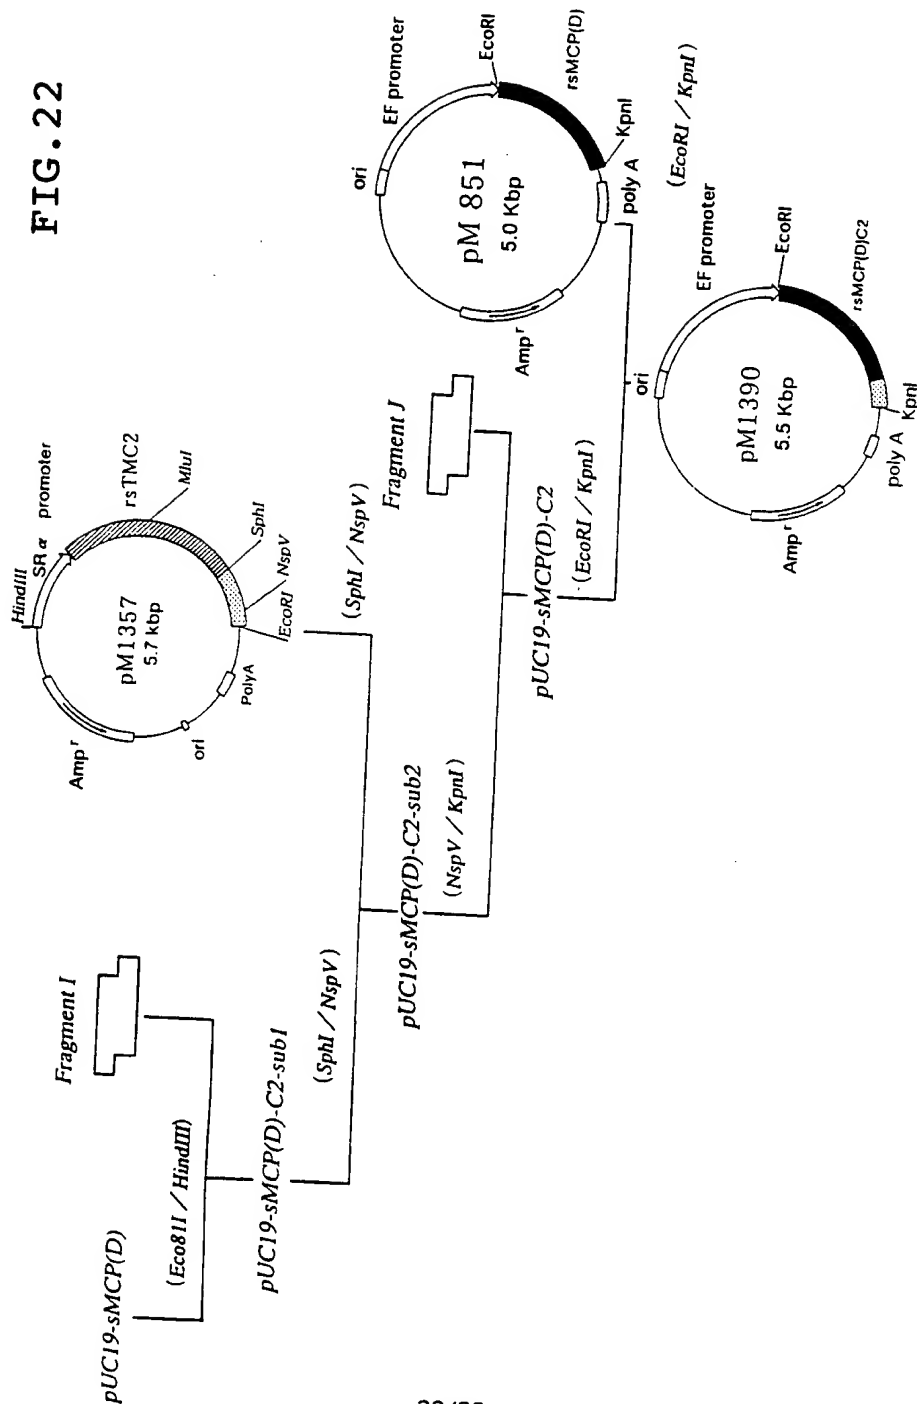 FIG.22
pUC19-sMCP(D)
(Eco81I / HindIII)
Fragment I
pUC19-sMCP(D)-C2-sub1
(SphI / NspV)
HindIII
SRα promoter
rsTMC2
MluI
SphI
NspV
EcoRI
PolyA
ori
Amp r
pM1357
5.7 kbp
(SphI / NspV)
pUC19-sMCP(D)-C2-sub2
(NspV / KpnI)
Fragment J
pUC19-sMCP(D)-C2
(EcoRI / KpnI)
ori
EF promoter
EcoRI
rsMCP(D)
KpnI
poly A
Amp r
pM 851
5.0 Kbp
(EcoRI / KpnI)
ori
EF promoter
EcoRI
rsMCP(D)C2
KpnI
poly A
Amp r
pM1390
5.5 Kbp